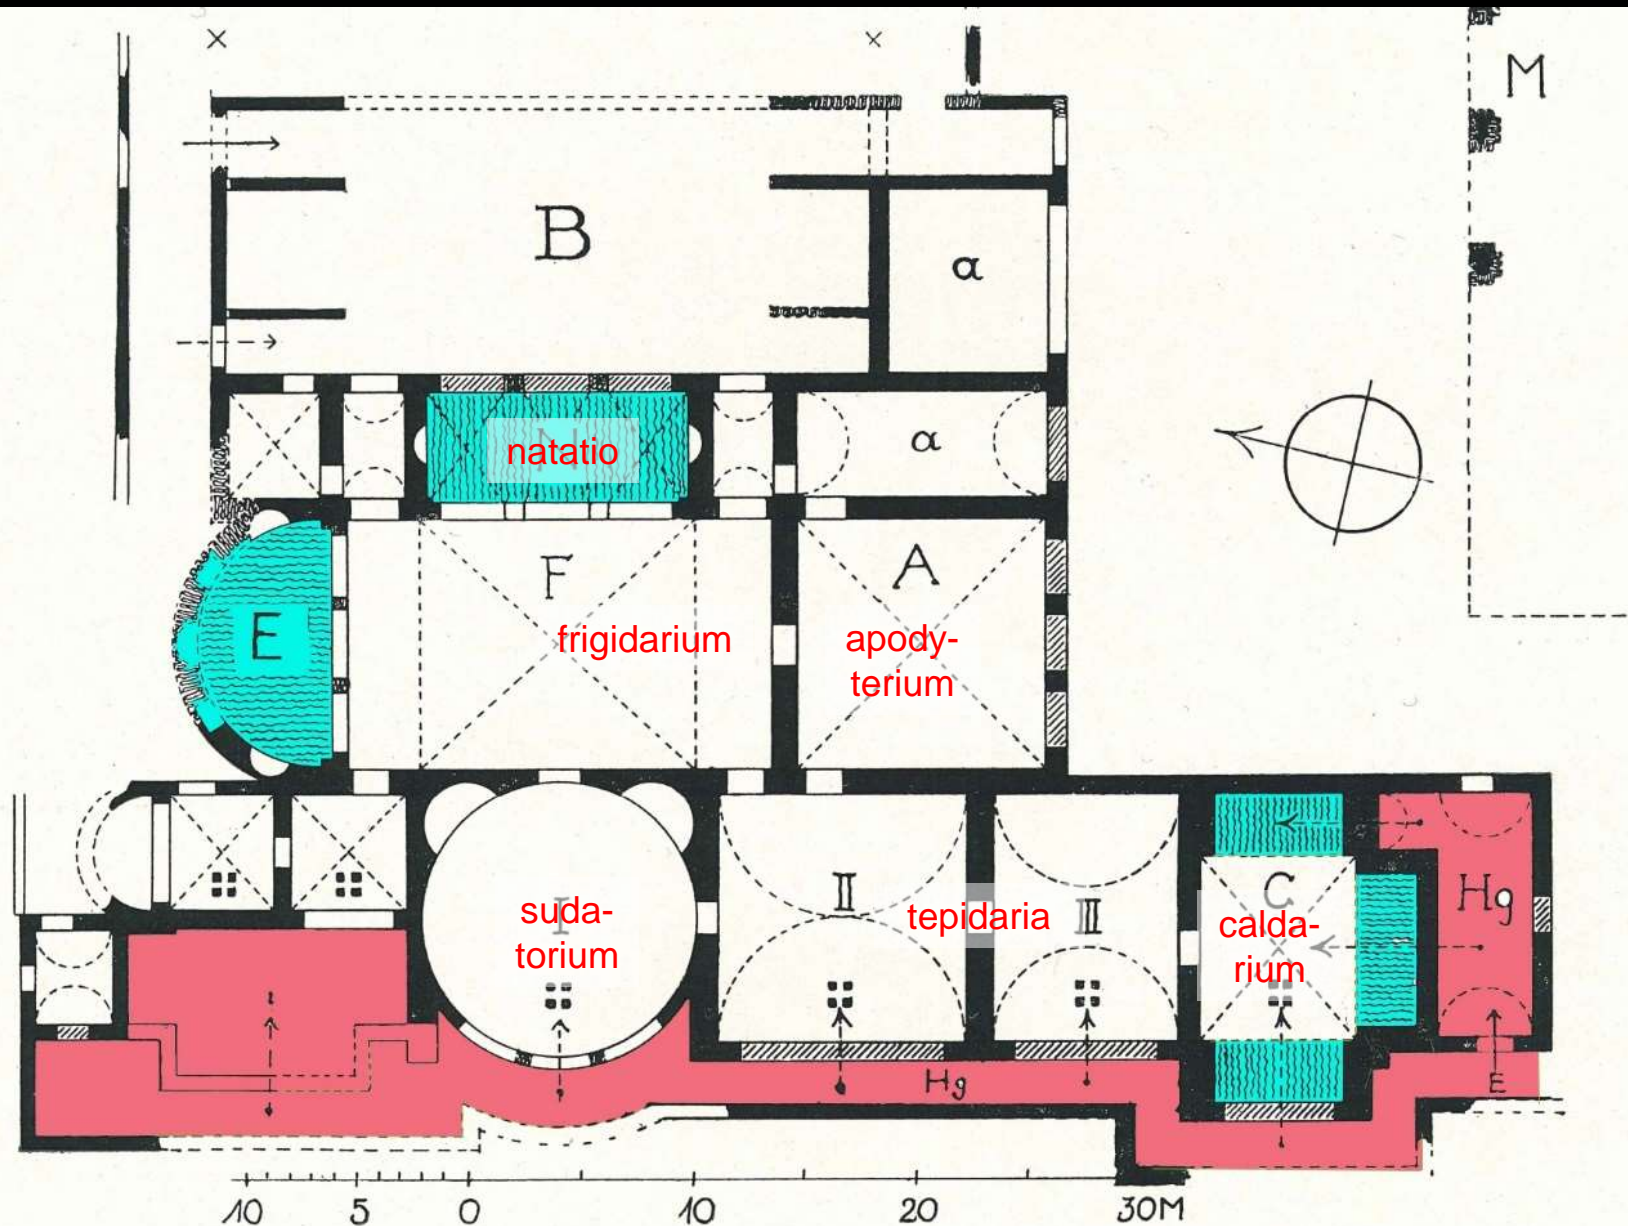 M
B
α
natatio
α
F
A
E
frigidarium
apody-
terium
II
Hg
C
suda-
torium
I
tepidaria
III
calda-
rium
Hg
E
10 5 0 10 20 30M